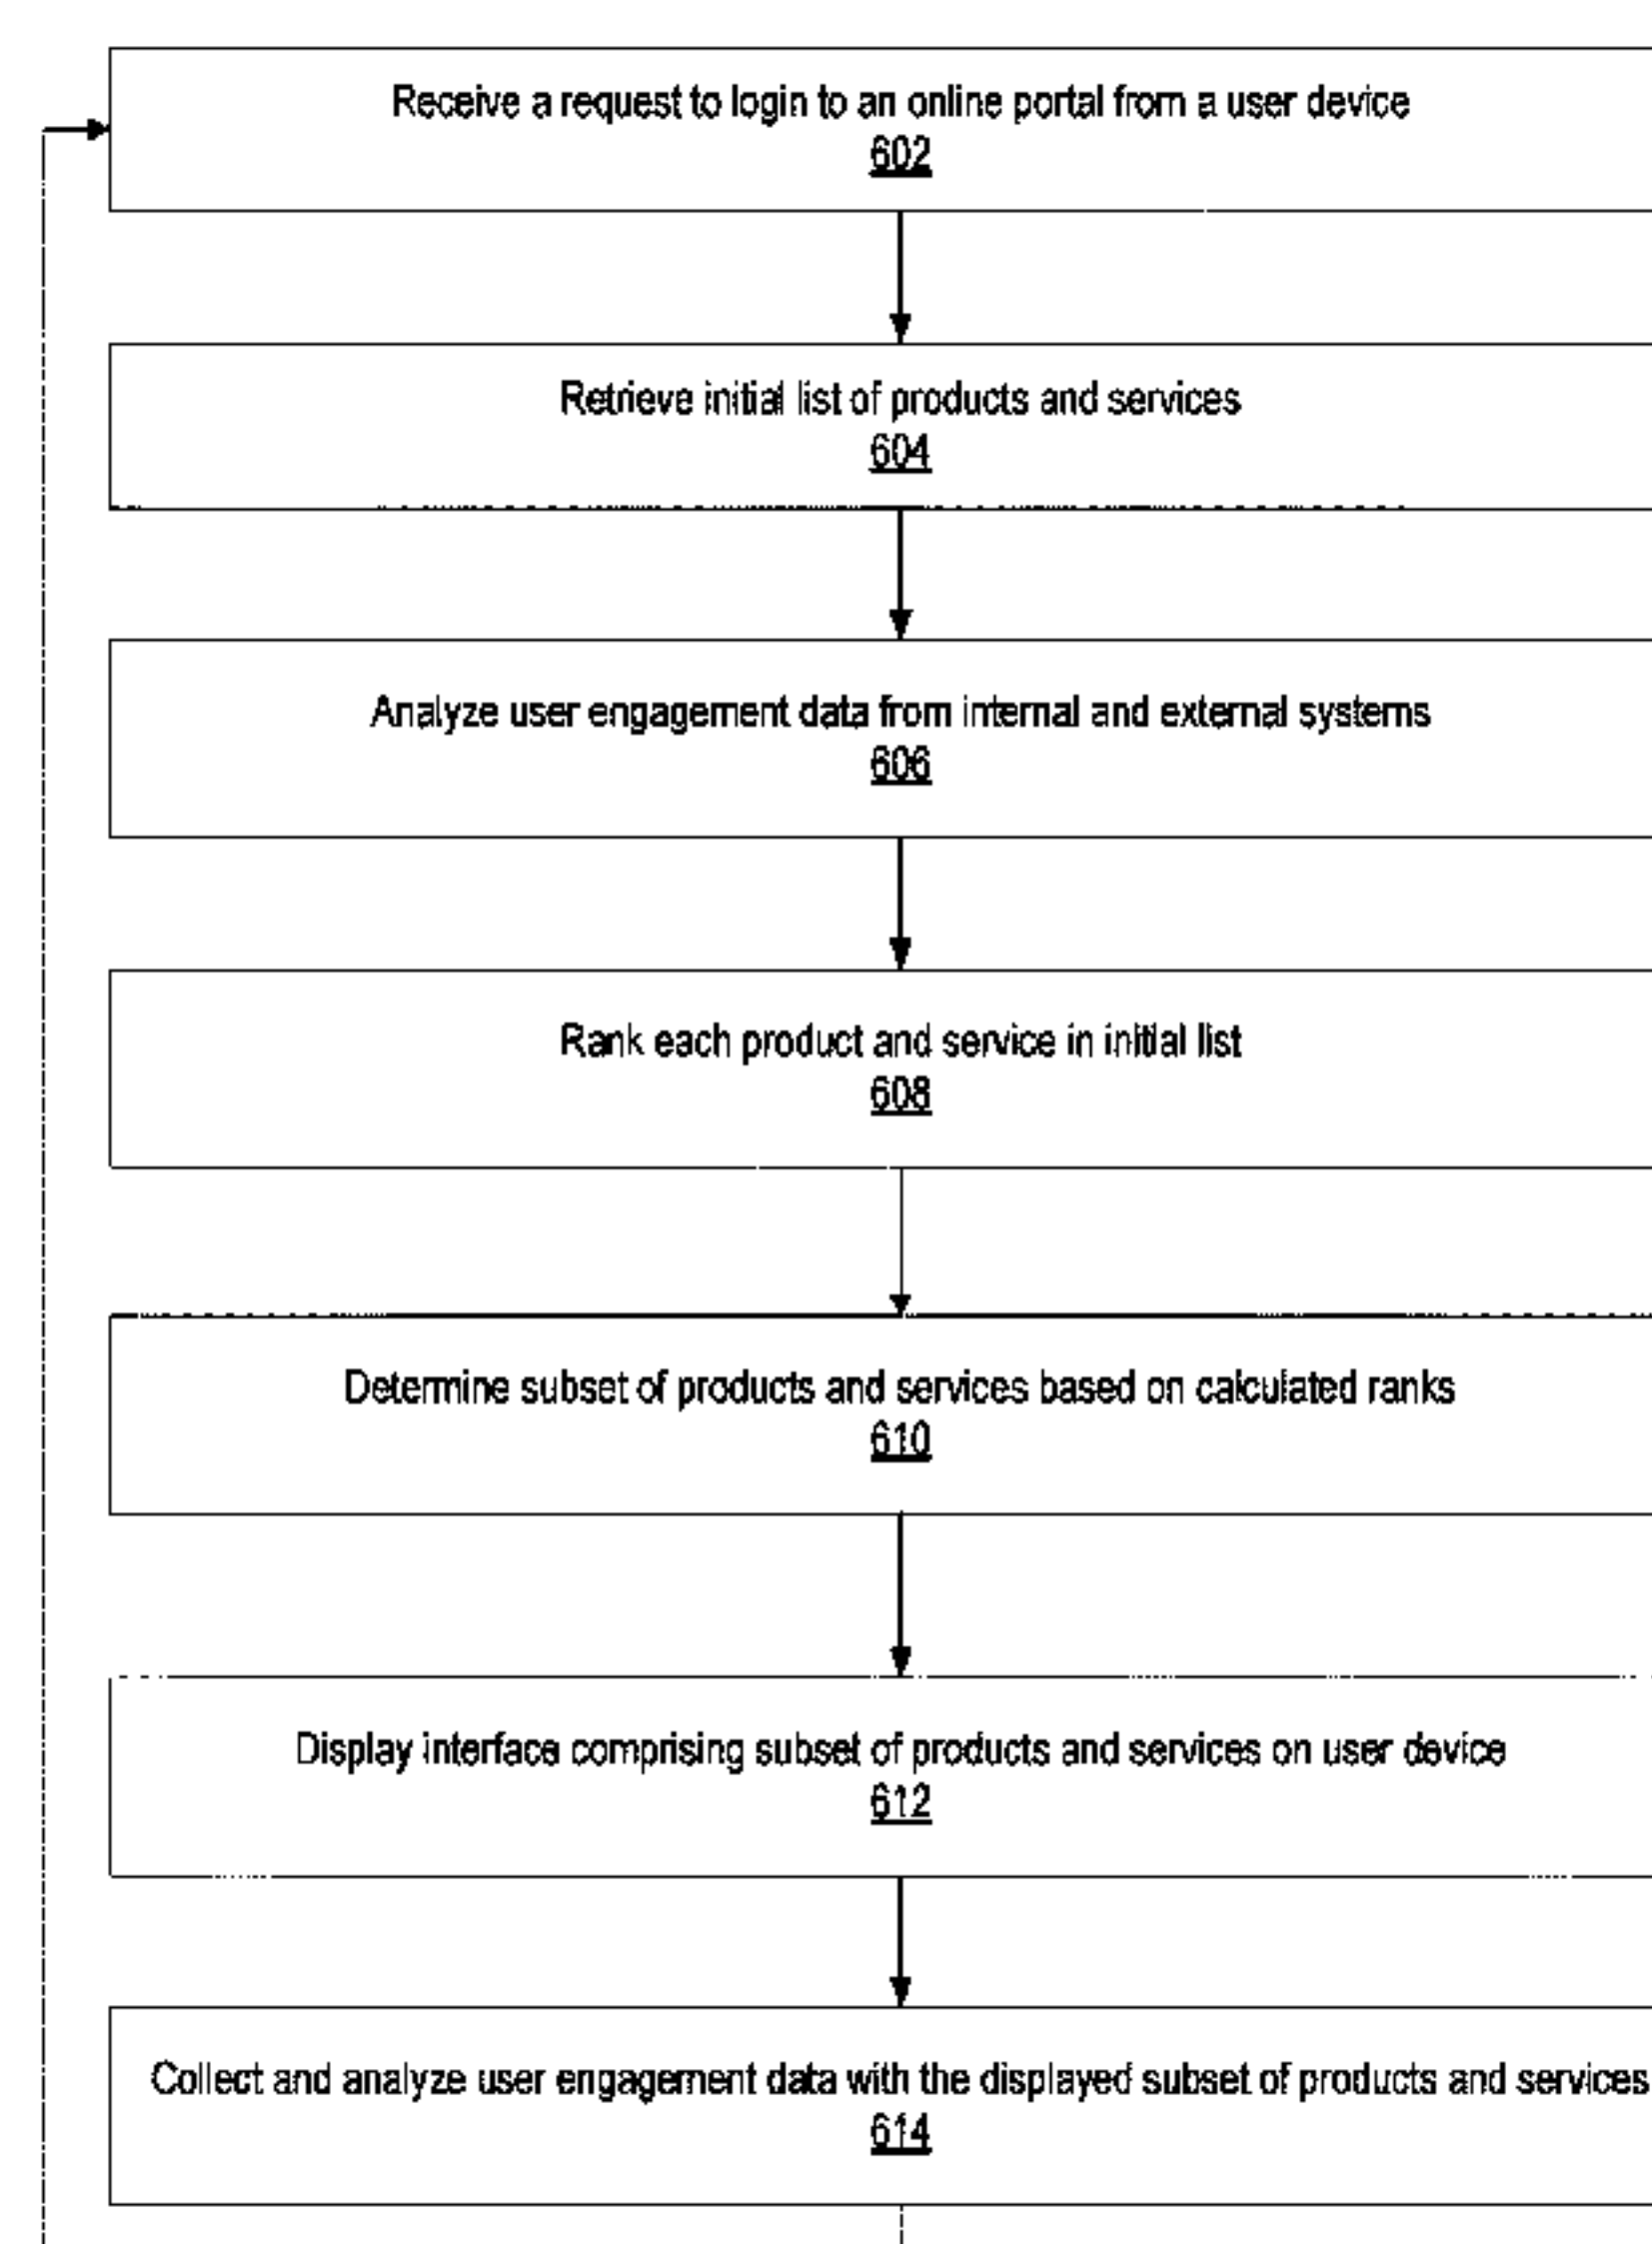 Receive a request to login to an online portal from a user device
602
Retrieve initial list of products and services
604
Analyze user engagement data from internal and external systems
606
Rank each product and service in initial list
608
Determine subset of products and services based on calculated ranks
610
Display interface comprising subset of products and services on user device
612
Collect and analyze user engagement data with the displayed subset of products and services
614